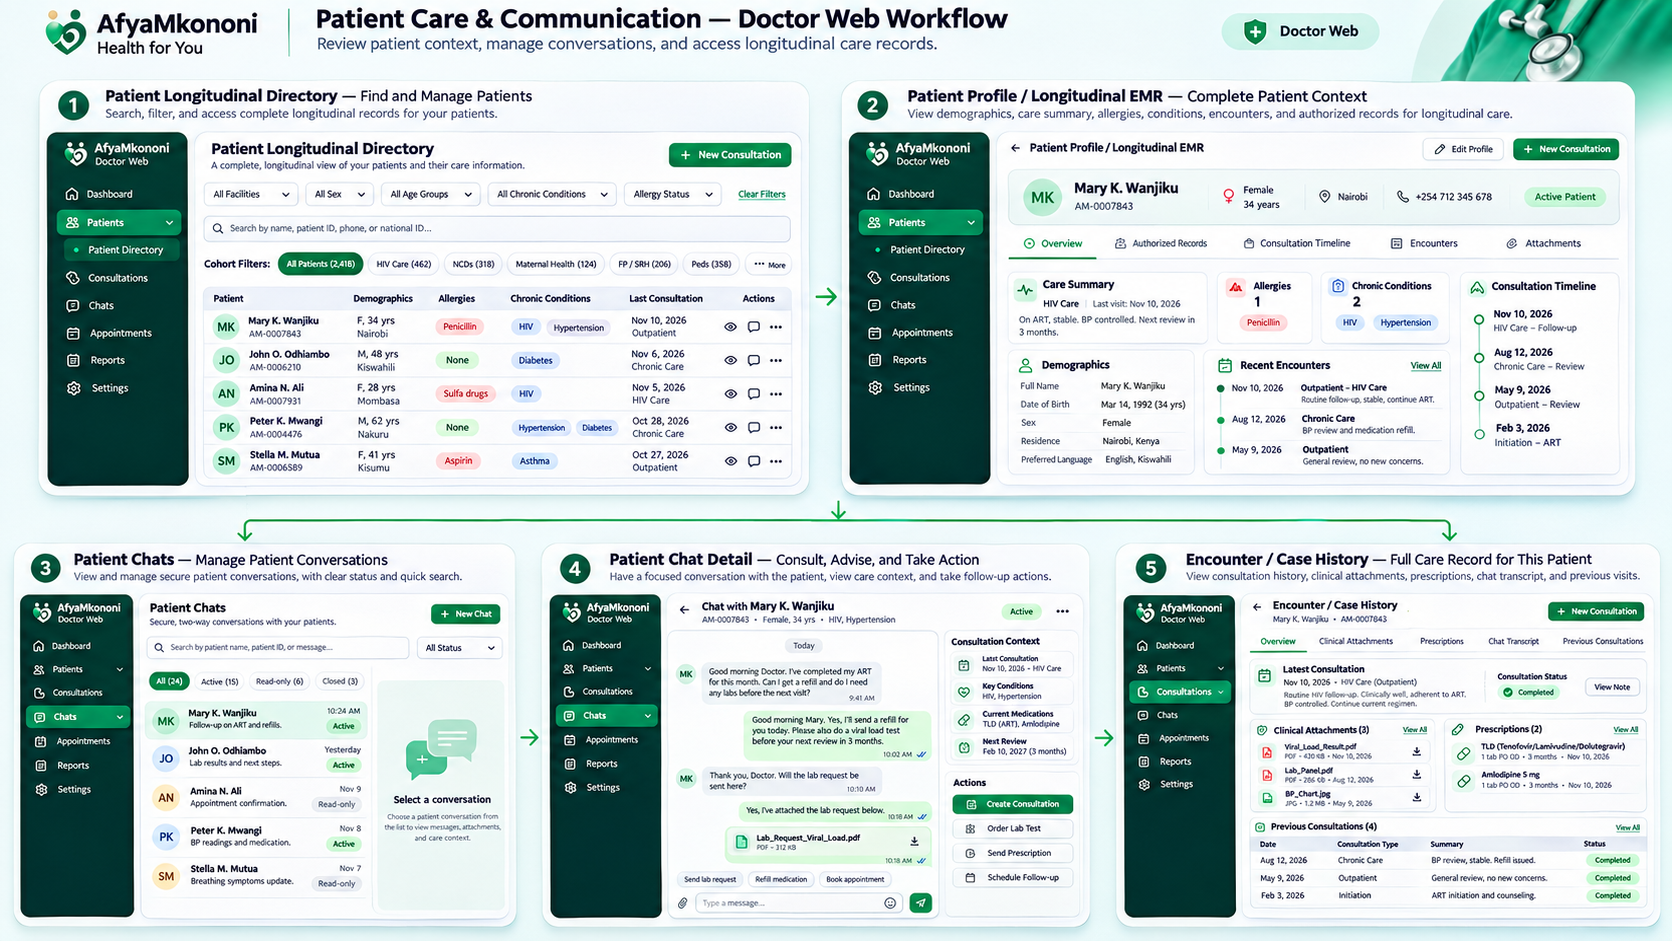 AfyaMkononi
Health for You
Patient Care & Communication — Doctor Web Workflow
Review patient context, manage conversations, and access longitudinal care records.
Doctor Web
1
Patient Longitudinal Directory — Find and Manage Patients
Search, filter, and access complete longitudinal records for your patients.
AfyaMkononi
Doctor Web
Dashboard
Patients
Patient Directory
Consultations
Chats
Appointments
Reports
Settings
Patient Longitudinal Directory
A complete, longitudinal view of your patients and their care information.
+ New Consultation
All Facilities All Sex All Age Groups All Chronic Conditions Allergy Status Clear Filters
Search by name, patient ID, phone, or national ID...
Cohort Filters: All Patients (2,418) HIV Care (462) NCDs (318) Maternal Health (124) FP / SRH (206) Peds (358) ••• More
Patient Demographics Allergies Chronic Conditions Last Consultation Actions
MK Mary K. Wanjiku F, 34 yrs Penicillin HIV Hypertension Nov 10, 2026
AM-0007843 Nairobi Outpatient
JO John O. Odhiambo M, 48 yrs None Diabetes Nov 6, 2026
AM-0006210 Kiswahili Chronic Care
AN Amina N. Ali F, 28 yrs Sulfa drugs HIV Nov 5, 2026
AM-0007931 Mombasa HIV Care
PK Peter K. Mwangi M, 62 yrs None Hypertension Diabetes Oct 28, 2026
AM-0004476 Nakuru Chronic Care
SM Stella M. Mutua F, 41 yrs Aspirin Asthma Oct 27, 2026
AM-0006589 Kisumu Outpatient
2
Patient Profile / Longitudinal EMR — Complete Patient Context
View demographics, care summary, allergies, conditions, encounters, and authorized records for longitudinal care.
AfyaMkononi
Doctor Web
Dashboard
Patients
Patient Directory
Consultations
Chats
Appointments
Reports
Settings
Patient Profile / Longitudinal EMR
Edit Profile
+ New Consultation
MK
Mary K. Wanjiku
AM-0007843
Female
34 years
Nairobi
+254 712 345 678
Active Patient
Overview Authorized Records Consultation Timeline Encounters Attachments
Care Summary
HIV Care | Last visit: Nov 10, 2026
On ART, stable. BP controlled. Next review in
3 months.
Allergies
1
Penicillin
Chronic Conditions
2
HIV Hypertension
Consultation Timeline
Nov 10, 2026
HIV Care – Follow-up
Aug 12, 2026
Chronic Care – Review
May 9, 2026
Outpatient – Review
Feb 3, 2026
Initiation – ART
Demographics
Full Name Mary K. Wanjiku
Date of Birth Mar 14, 1992 (34 yrs)
Sex Female
Residence Nairobi, Kenya
Preferred Language English, Kiswahili
Recent Encounters View All
Nov 10, 2026 Outpatient – HIV Care
Routine follow-up, stable, continue ART.
Aug 12, 2026 Chronic Care
BP review and medication refill.
May 9, 2026 Outpatient
General review, no new concerns.
3
Patient Chats — Manage Patient Conversations
View and manage secure patient conversations, with clear status and quick search.
AfyaMkononi
Doctor Web
Dashboard
Patients
Consultations
Chats
Appointments
Reports
Settings
Patient Chats
Secure, two-way conversations with your patients.
+ New Chat
Search by patient name, patient ID, or message...
All Status
All (24) Active (15) Read-only (6) Closed (3)
MK Mary K. Wanjiku 10:24 AM
Follow-up on ART and refills. Active
JO John O. Odhiambo Yesterday
Lab results and next steps. Active
AN Amina N. Ali Nov 9
Appointment confirmation. Read-only
PK Peter K. Mwangi Nov 8
BP readings and medication. Active
SM Stella M. Mutua Nov 7
Breathing symptoms update. Read-only
Select a conversation
Choose a patient conversation from
the list to view messages, attachments,
and care context.
4
Patient Chat Detail — Consult, Advise, and Take Action
Have a focused conversation with the patient, view care context, and take follow-up actions.
AfyaMkononi
Doctor Web
Dashboard
Patients
Consultations
Chats
Appointments
Reports
Settings
Chat with Mary K. Wanjiku
AM-0007843 • Female, 34 yrs • HIV, Hypertension
Active
Today
MK
Good morning Doctor. I've completed my ART
for this month. Can I get a refill and do I need
any labs before the next visit?
9:41 AM
Good morning Mary. Yes, I'll send a refill for
you today. Please also do a viral load test
before your next review in 3 months.
10:02 AM
MK
Thank you, Doctor. Will the lab request be
sent here?
10:10 AM
Yes, I've attached the lab request below.
10:18 AM
Lab_Request_Viral_Load.pdf
PDF – 312 KB
10:18 AM
Send lab request Refill medication Book appointment
Type a message...
Consultation Context
Latst Consultation
Nov 10, 2026 • HIV Care
Key Conditions
HIV, Hypertension
Current Medications
TLD (ART), Amlodipine
Next Review
Feb 10, 2027 (3 months)
Actions
Create Consultation
Order Lab Test
Send Prescription
Schedule Follow-up
5
Encounter / Case History — Full Care Record for This Patient
View consultation history, clinical attachments, prescriptions, chat transcript, and previous visits.
AfyaMkononi
Doctor Web
Dashboard
Patients
Consultations
Chats
Appointments
Reports
Settings
Encounter / Case History
Mary K. Wanjiku • AM-0007843
+ New Consultation
Overview Clinical Attachments Prescriptions Chat Transcript Previous Consultations
Latest Consultation
Nov 10, 2026 • HIV Care (Outpatient)
Routine HIV follow-up. Clinically well, adherent to ART.
BP controlled. Continue current regimen.
Consultation Status
Completed
View Note
Clinical Attachments (3) View All
Viral_Load_Result.pdf
PDF • 430 KB • Nov 10, 2026
Lab_Panel.pdf
Aug 12, 2026
BP_Chart.jpg
JPG • 1.2 MB • May 9, 2026
Prescriptions (2) View All
TLD (Tenofovir/Lamivudine/Dolutegravir)
1 tab PO OD • 3 months • Nov 10, 2026
Amlodipine 5 mg
1 tab PO OD • 3 months • Nov 10, 2026
Previous Consultations (4) View All
Date Consultation Type Summary Status
Aug 12, 2026 Chronic Care BP review, stable. Refill issued. Completed
May 9, 2026 Outpatient General review, no new concerns. Completed
Feb 3, 2026 Initiation ART initiation and counseling. Completed